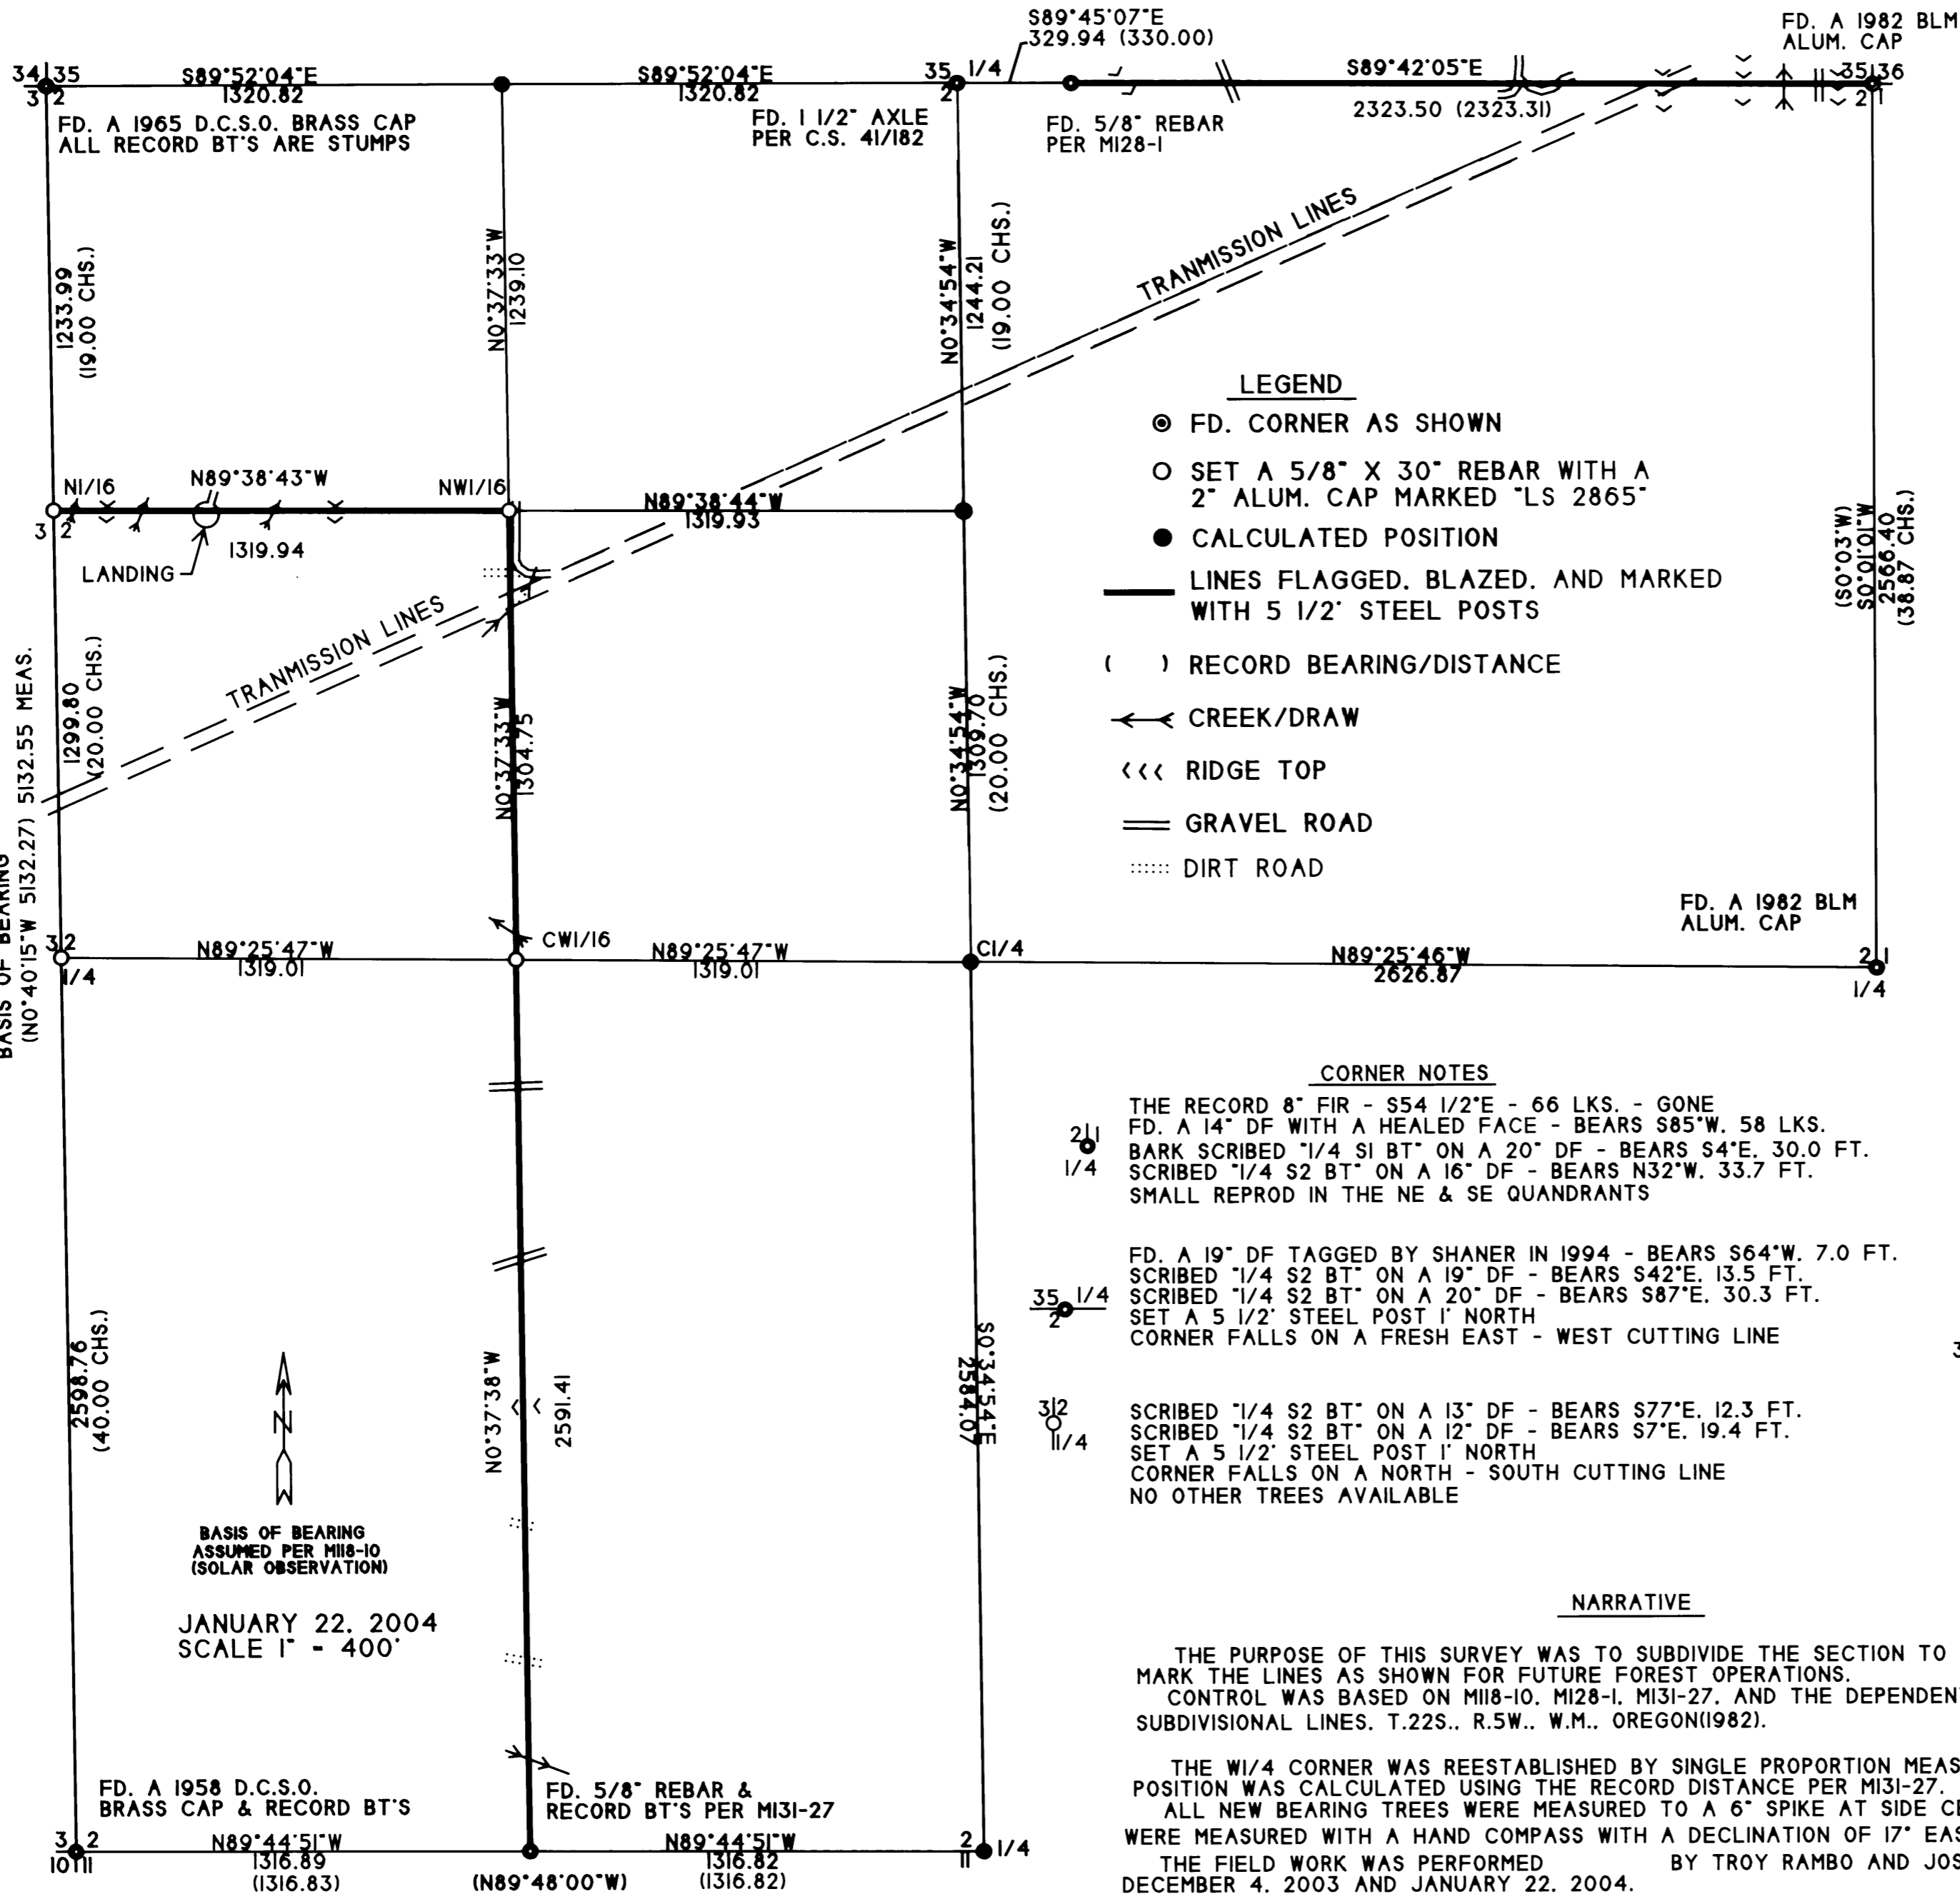 S89°45'07"E
329.94 (330.00)
FD. A 1982 BLM
ALUM. CAP
34 35
3 2
S89°52'04"E
1320.82
S89°52'04"E
1320.82
35 1/4
2
S89°42'05"E
2323.50 (2323.31)
35 36
2 1
FD. A 1965 D.C.S.O. BRASS CAP
ALL RECORD BT'S ARE STUMPS
FD. 1 1/2" AXLE
PER C.S. 41/182
FD. 5/8" REBAR
PER M128-1
1233.99
(19.00 CHS.)
N0°37'33"W
1239.10
N0°34'54"W
1244.21
(19.00 CHS.)
TRANMISSION LINES
LEGEND
FD. CORNER AS SHOWN
SET A 5/8" X 30" REBAR WITH A
2" ALUM. CAP MARKED "LS 2865"
CALCULATED POSITION
LINES FLAGGED, BLAZED, AND MARKED
WITH 5 1/2' STEEL POSTS
( ) RECORD BEARING/DISTANCE
CREEK/DRAW
RIDGE TOP
GRAVEL ROAD
DIRT ROAD
N1/16
N89°38'43"W
NW1/16
1319.94
3 2
LANDING
N89°38'44"W
1319.93
(S0°03'W)
S0°01'01"W
2566.40
(38.87 CHS.)
TRANMISSION LINES
1299.80
(20.00 CHS.)
N0°37'33"W
1304.75
N0°34'54"W
1309.70
(20.00 CHS.)
BASIS OF BEARING
(N0°40'15"W 5132.27) 5132.55 MEAS.
FD. A 1982 BLM
ALUM. CAP
3 2
1/4
N89°25'47"W
1319.01
CW1/16
N89°25'47"W
1319.01
C1/4
N89°25'46"W
2626.87
2 1
1/4
CORNER NOTES
2 1
1/4
THE RECORD 8" FIR - S54 1/2°E - 66 LKS. - GONE
FD. A 14" DF WITH A HEALED FACE - BEARS S85°W, 58 LKS.
BARK SCRIBED "1/4 S1 BT" ON A 20" DF - BEARS S4°E, 30.0 FT.
SCRIBED "1/4 S2 BT" ON A 16" DF - BEARS N32°W, 33.7 FT.
SMALL REPROD IN THE NE & SE QUANDRANTS
35 1/4
2
FD. A 19" DF TAGGED BY SHANER IN 1994 - BEARS S64°W, 7.0 FT.
SCRIBED "1/4 S2 BT" ON A 19" DF - BEARS S42°E, 13.5 FT.
SCRIBED "1/4 S2 BT" ON A 20" DF - BEARS S87°E, 30.3 FT.
SET A 5 1/2' STEEL POST 1' NORTH
CORNER FALLS ON A FRESH EAST - WEST CUTTING LINE
3
3 2
1/4
SCRIBED "1/4 S2 BT" ON A 13" DF - BEARS S77°E, 12.3 FT.
SCRIBED "1/4 S2 BT" ON A 12" DF - BEARS S7°E, 19.4 FT.
SET A 5 1/2' STEEL POST 1' NORTH
CORNER FALLS ON A NORTH - SOUTH CUTTING LINE
NO OTHER TREES AVAILABLE
2598.76
(40.00 CHS.)
N
N0°37'38"W
2591.41
S0°34'54"E
2584.07
BASIS OF BEARING
ASSUMED PER M118-10
(SOLAR OBSERVATION)
JANUARY 22, 2004
SCALE 1" = 400'
NARRATIVE
THE PURPOSE OF THIS SURVEY WAS TO SUBDIVIDE THE SECTION TO
MARK THE LINES AS SHOWN FOR FUTURE FOREST OPERATIONS.
CONTROL WAS BASED ON M118-10, M128-1, M131-27, AND THE DEPENDEN
SUBDIVISIONAL LINES, T.22S., R.5W., W.M., OREGON(1982).
THE W1/4 CORNER WAS REESTABLISHED BY SINGLE PROPORTION MEAS
POSITION WAS CALCULATED USING THE RECORD DISTANCE PER M131-27.
ALL NEW BEARING TREES WERE MEASURED TO A 6" SPIKE AT SIDE CE
WERE MEASURED WITH A HAND COMPASS WITH A DECLINATION OF 17° EAS
THE FIELD WORK WAS PERFORMED BY TROY RAMBO AND JOS
DECEMBER 4, 2003 AND JANUARY 22, 2004.
FD. A 1958 D.C.S.O.
BRASS CAP & RECORD BT'S
FD. 5/8" REBAR &
RECORD BT'S PER M131-27
3 2
10 11
N89°44'51"W
1316.89
(1316.83)
(N89°48'00"W)
N89°44'51"W
1316.82
(1316.82)
2
11
1/4